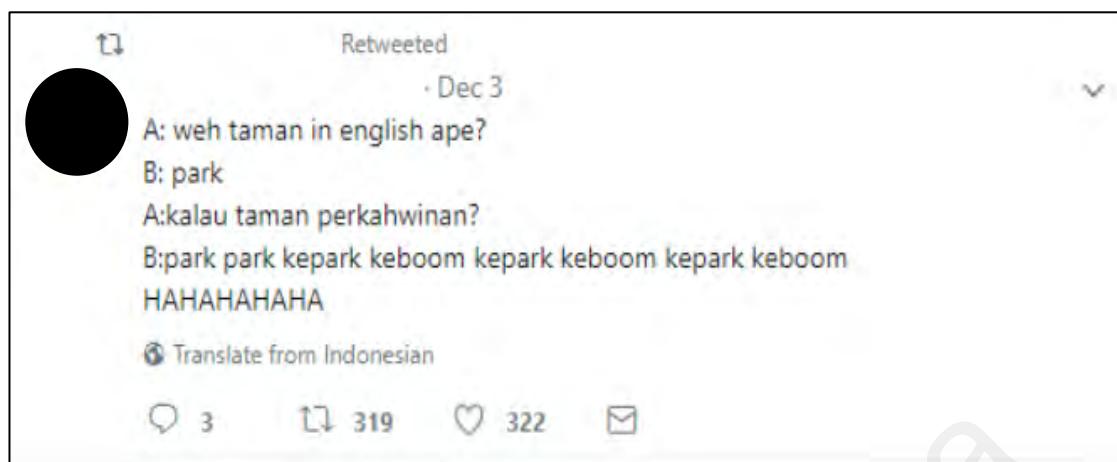 Retweeted
· Dec 3
A: weh taman in english ape?
B: park
A:kalau taman perkahwinan?
B:park park kepark keboom kepark keboom kepark keboom
HAHAHAHAHA
Translate from Indonesian
3 319 322